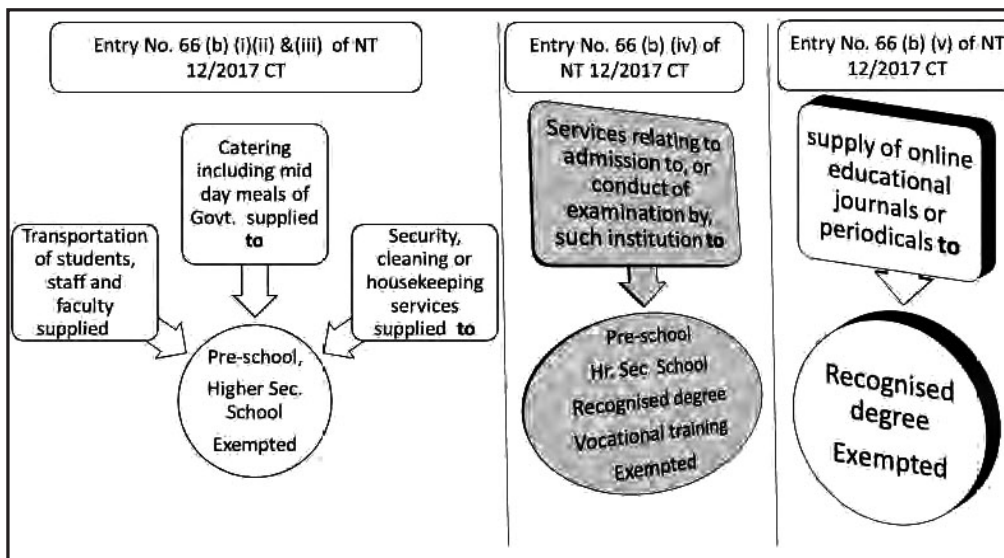 Entry No. 66 (b) (i)(ii) &(iii) of NT
12/2017 CT
Catering
including mid
day meals of
Govt. supplied
to
Transportation
of students,
staff and
faculty
supplied
Security,
cleaning or
housekeeping
services
supplied to
Pre-school,
Higher Sec.
School
Exempted
Entry No. 66 (b) (iv) of
NT 12/2017 CT
Services relating to
admission to, or
conduct of
examination by,
such institution to
Pre-school
Hr. Sec School
Recognised degree
Vocational training
Exempted
Entry No. 66 (b) (v) of NT
12/2017 CT
supply of online
educational
journals or
periodicals to
Recognised
degree
Exempted